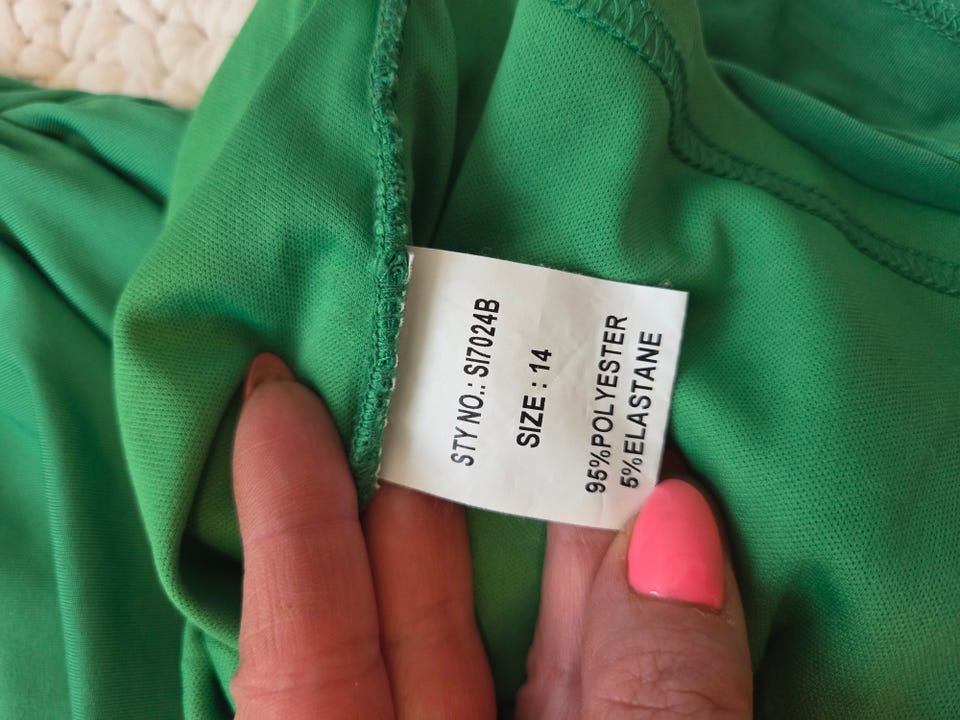 STY NO.: SI7024B
SIZE : 14
95%POLYESTER
5%ELASTANE